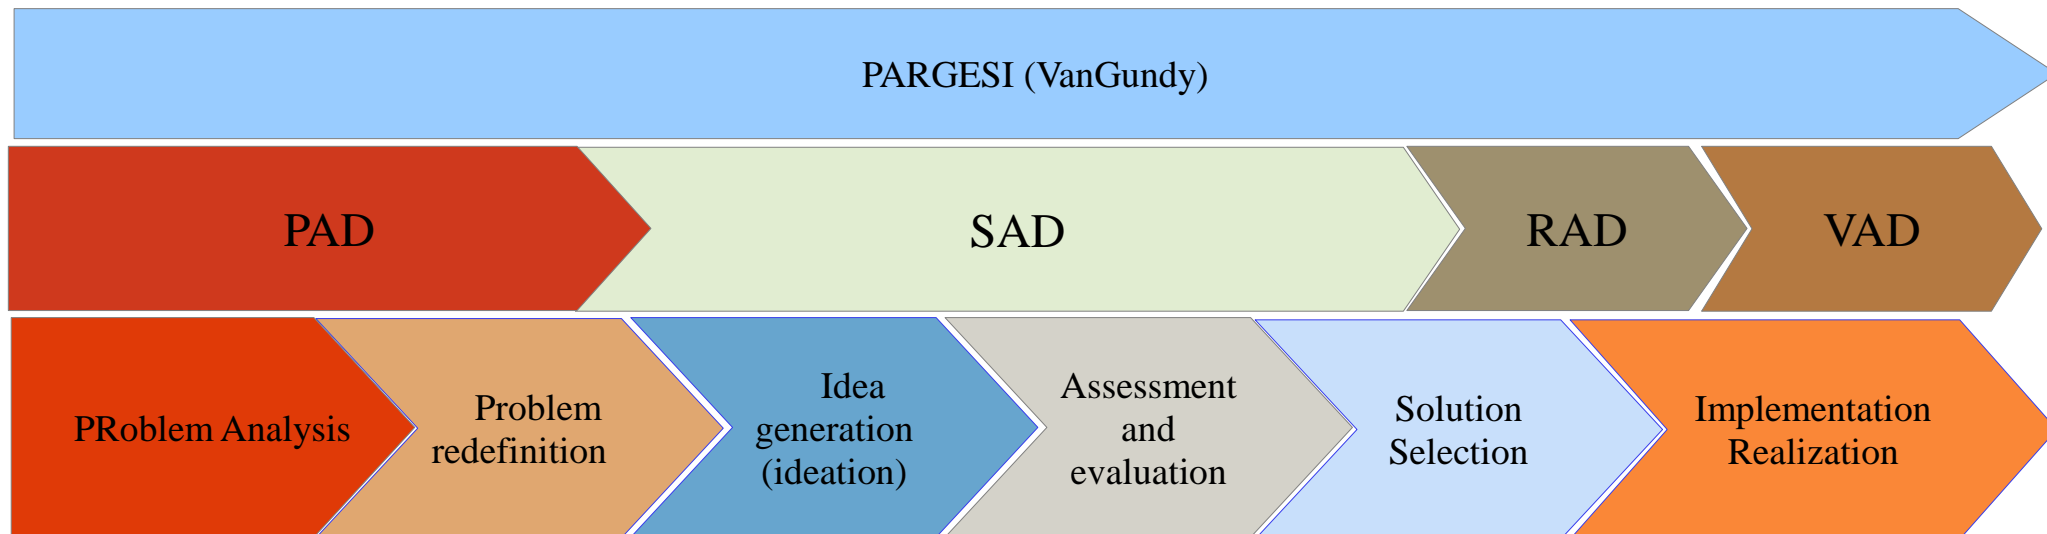 PARGESI (VanGundy)
PAD
SAD
RAD
VAD
PRoblem Analysis
Problem
redefinition
Idea
generation
(ideation)
Assessment
and
evaluation
Solution
Selection
Implementation
Realization